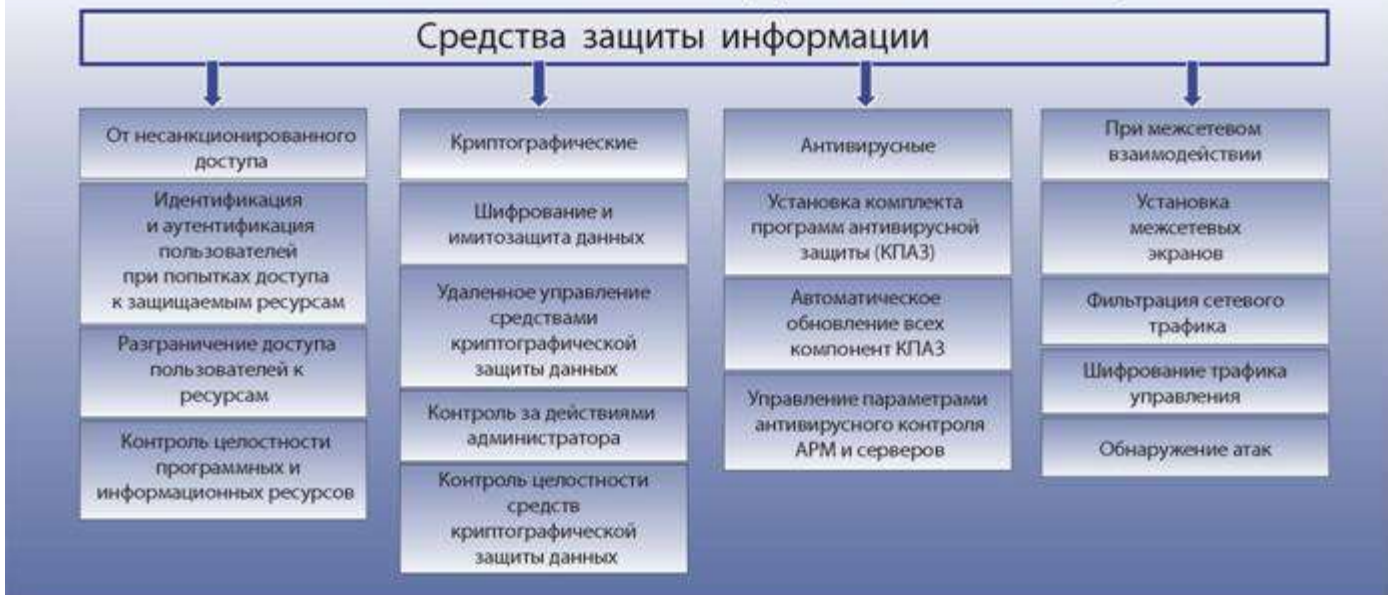 Средства защиты информации
От несанкционированного
доступа
Идентификация
и аутентификация
пользователей
при попытках доступа
к защищаемым ресурсам
Разграничение доступа
пользователей к
ресурсам
Контроль целостности
программных и
информационных ресурсов
Криптографические
Шифрование и
имитозащита данных
Удаленное управление
средствами
криптографической
защиты данных
Контроль за действиями
администратора
Контроль целостности
средств
криптографической
защиты данных
Антивирусные
Установка комплекта
программ антивирусной
защиты (КПАЗ)
Автоматическое
обновление всех
компонент КПАЗ
Управление параметрами
антивирусного контроля
АРМ и серверов
При межсетевом
взаимодействии
Установка
межсетевых
экранов
Фильтрация сетевого
трафика
Шифрование трафика
управления
Обнаружение атак